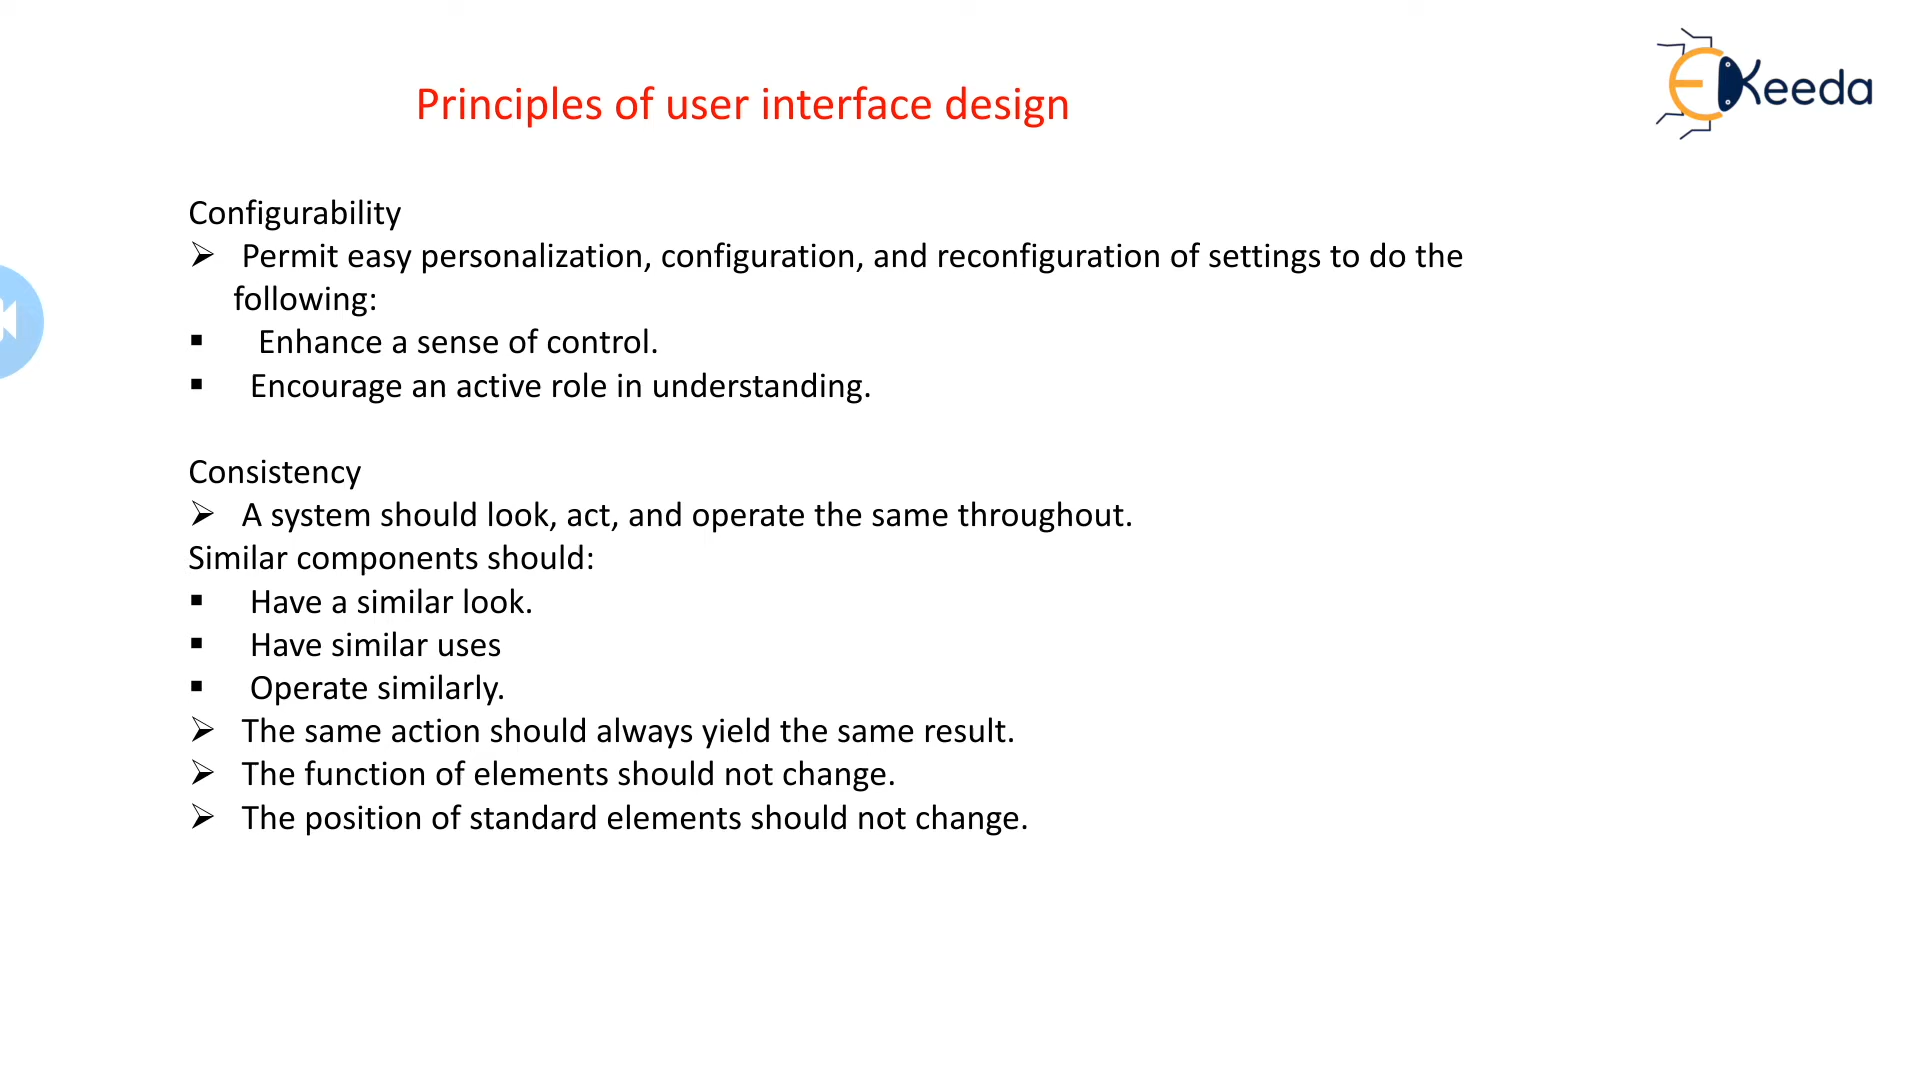 Principles of user interface design
EKeeda
Configurability
➢ Permit easy personalization, configuration, and reconfiguration of settings to do the
following:
▪ Enhance a sense of control.
▪ Encourage an active role in understanding.
Consistency
➢ A system should look, act, and operate the same throughout.
Similar components should:
▪ Have a similar look.
▪ Have similar uses
▪ Operate similarly.
➢ The same action should always yield the same result.
➢ The function of elements should not change.
➢ The position of standard elements should not change.